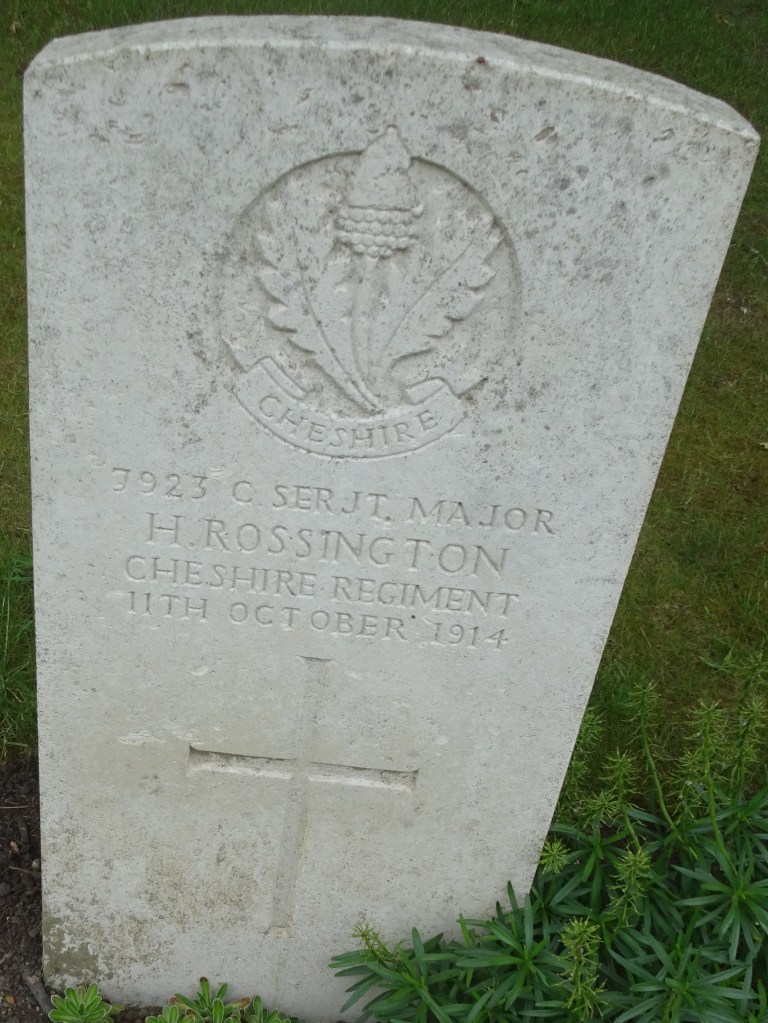 CHESHIRE
7923 C. SERJT. MAJOR
H. ROSSINGTON
CHESHIRE REGIMENT
11TH OCTOBER 1914